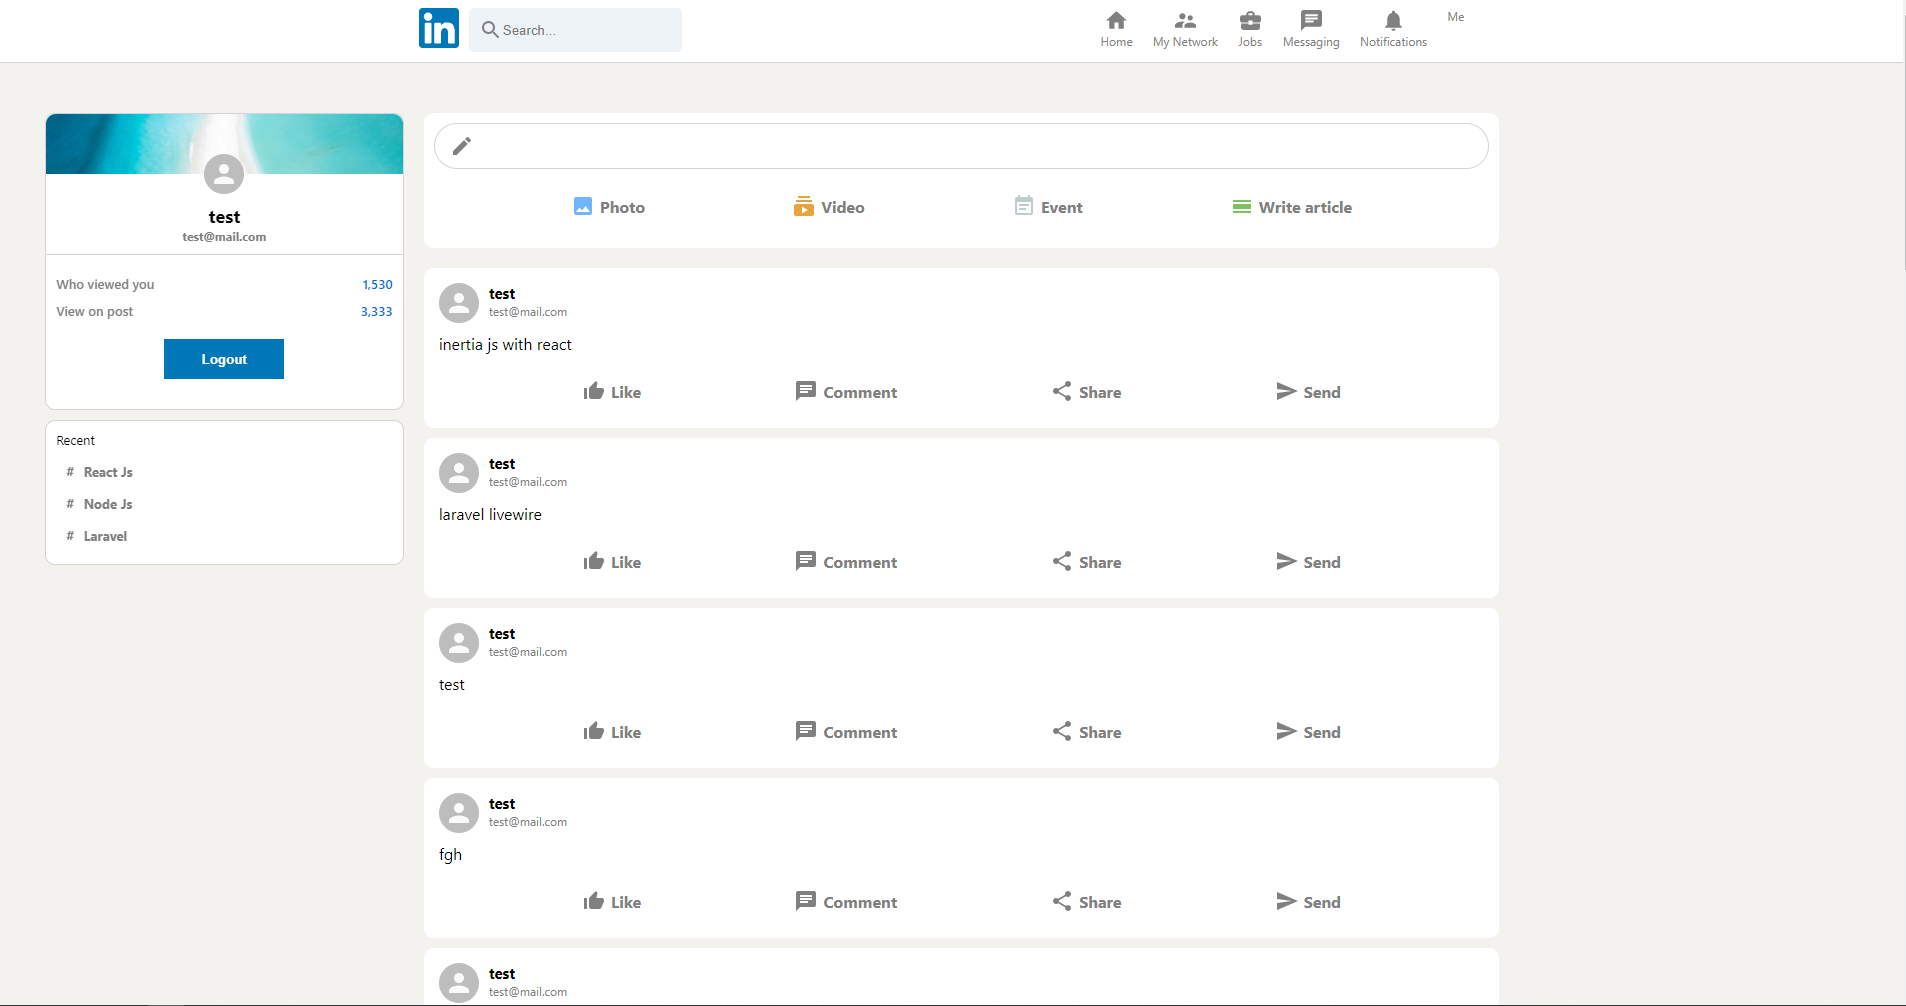 in Search...
Home My Network Jobs Messaging Notifications Me
test
test@mail.com
Who viewed you 1,530
View on post 3,333
Logout
Recent
# React Js
# Node Js
# Laravel
Photo Video Event Write article
test
test@mail.com
inertia js with react
Like Comment Share Send
test
test@mail.com
laravel livewire
Like Comment Share Send
test
test@mail.com
test
Like Comment Share Send
test
test@mail.com
fgh
Like Comment Share Send
test
test@mail.com